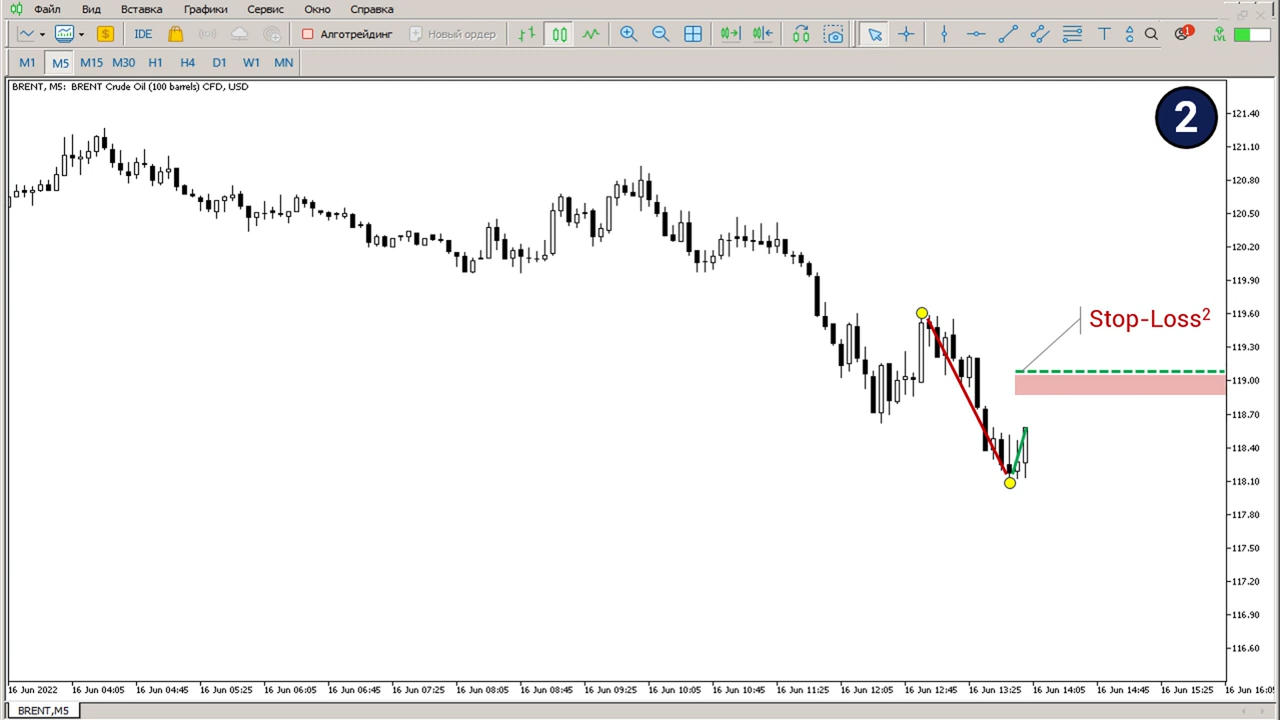 Файл Вид Вставка Графики Сервис Окно Справка
$ IDE Алготрейдинг Новый ордер T 1 LVL
M1 M5 M15 M30 H1 H4 D1 W1 MN
BRENT, M5: BRENT Crude Oil (100 barrels) CFD, USD
2
121.40
121.10
120.80
120.50
120.20
119.90
119.60
Stop-Loss²
119.30
119.00
118.70
118.40
118.10
117.80
117.50
117.20
116.90
116.60
16 Jun 2022 16 Jun 04:05 16 Jun 04:45 16 Jun 05:25 16 Jun 06:05 16 Jun 06:45 16 Jun 07:25 16 Jun 08:05 16 Jun 08:45 16 Jun 09:25 16 Jun 10:05 16 Jun 10:45 16 Jun 11:25 16 Jun 12:05 16 Jun 12:45 16 Jun 13:25 16 Jun 14:05 16 Jun 14:45 16 Jun 15:25 16 Jun 16:05
BRENT,M5